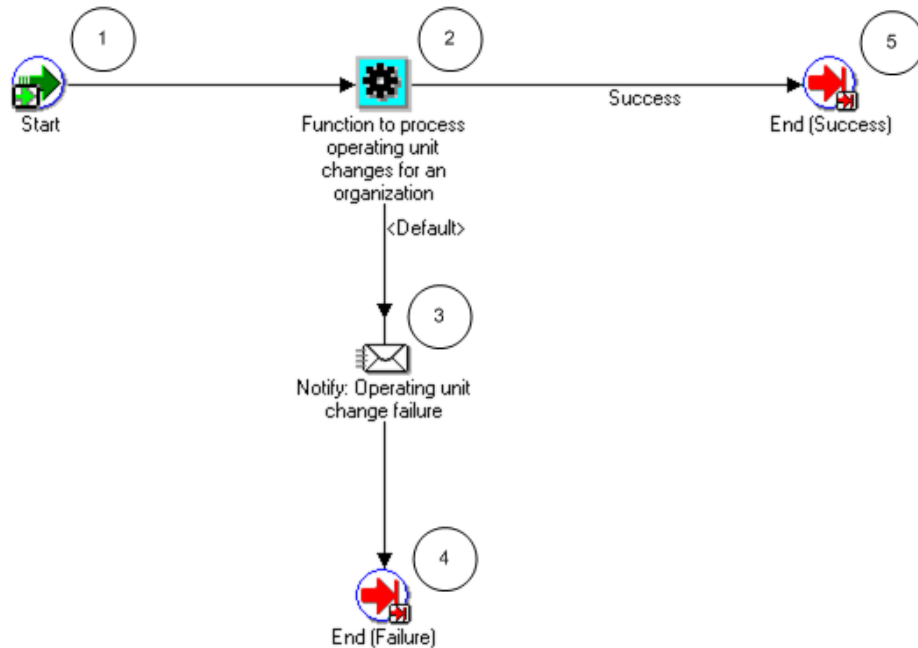 1
2
5
Start
Success
End (Success)
Function to process
operating unit
changes for an
organization
<Default>
3
Notify: Operating unit
change failure
4
End (Failure)